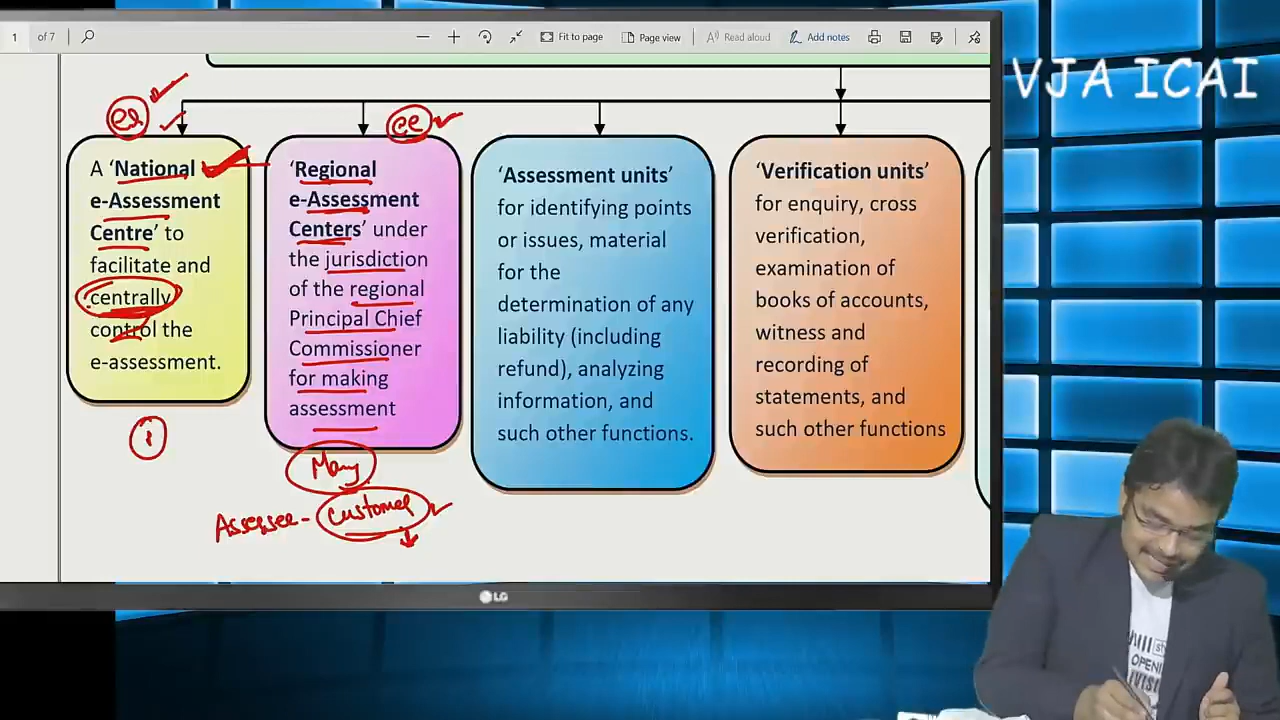 1 of 7
Fit to page
Page view
Read aloud
Add notes
VJA ICAI
ee
A ‘National
e-Assessment
Centre’ to
facilitate and
centrally
control the
e-assessment.
1
‘Regional
e-Assessment
Centers’ under
the jurisdiction
of the regional
Principal Chief
Commissioner
for making
assessment
Many
Assessee - Customer
‘Assessment units’
for identifying points
or issues, material
for the
determination of any
liability (including
refund), analyzing
information, and
such other functions.
‘Verification units’
for enquiry, cross
verification,
examination of
books of accounts,
witness and
recording of
statements, and
such other functions
LG
OPENI